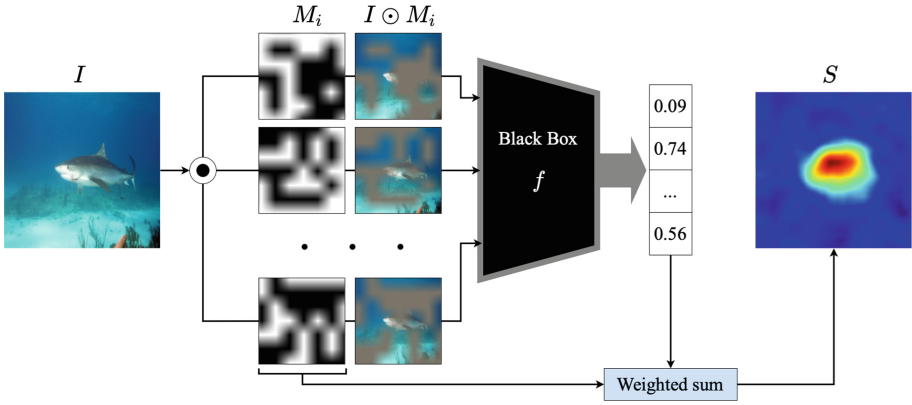 I
M_i
I ⊙ M_i
Black Box
f
0.09
0.74
...
0.56
S
Weighted sum